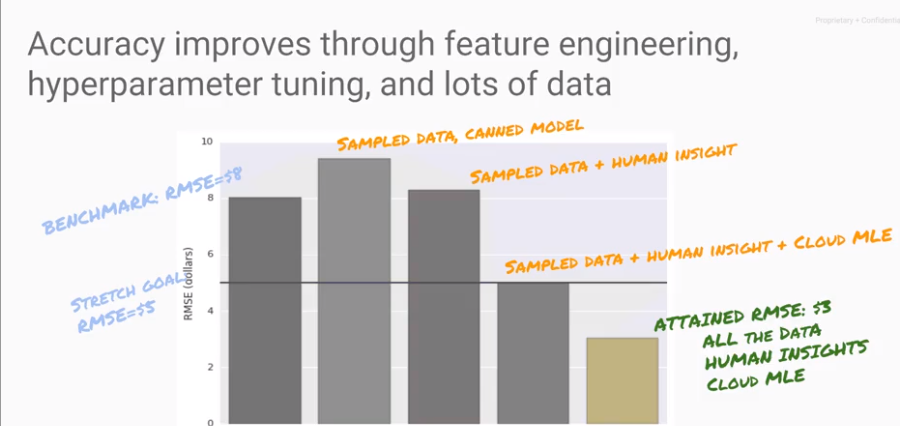 Proprietary + Confidential
Accuracy improves through feature engineering,
hyperparameter tuning, and lots of data
SAMPLED DATA, CANNED MODEL
SAMPLED DATA + HUMAN INSIGHT
BENCHMARK: RMSE=$8
SAMPLED DATA + HUMAN INSIGHT + CLOUD MLE
STRETCH GOAL
RMSE=$5
ATTAINED RMSE: $3
ALL THE DATA
HUMAN INSIGHTS
CLOUD MLE
RMSE (dollars)
10
8
6
4
2
0